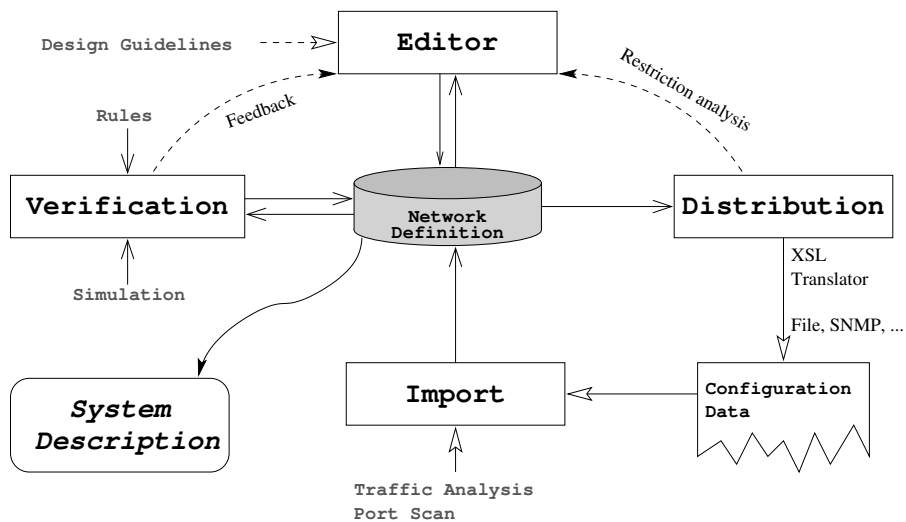 Design Guidelines
Editor
Feedback
Restriction analysis
Rules
Verification
Network
Definition
Distribution
Simulation
XSL
Translator
File, SNMP, ...
System
Description
Import
Configuration
Data
Traffic Analysis
Port Scan